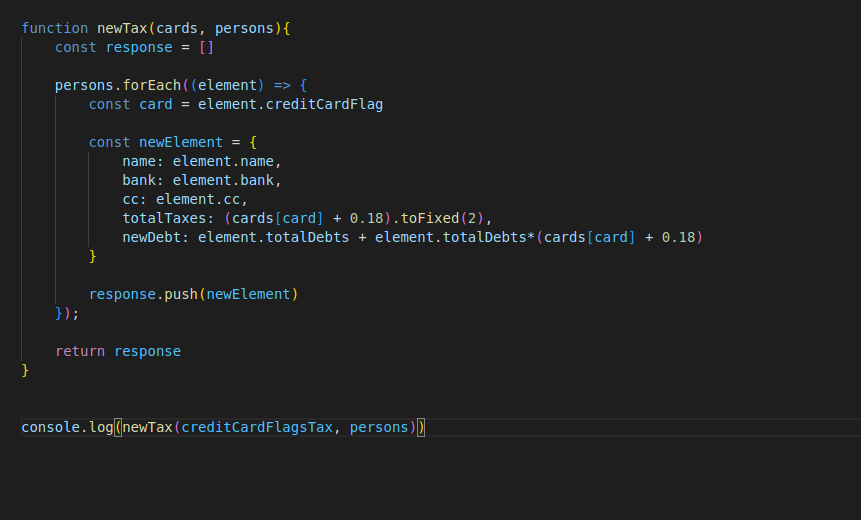 function newTax(cards, persons){
    const response = []

    persons.forEach((element) => {
        const card = element.creditCardFlag

        const newElement = {
            name: element.name,
            bank: element.bank,
            cc: element.cc,
            totalTaxes: (cards[card] + 0.18).toFixed(2),
            newDebt: element.totalDebts + element.totalDebts*(cards[card] + 0.18)
        }

        response.push(newElement)
    });

    return response
}

console.log(newTax(creditCardFlagsTax, persons))